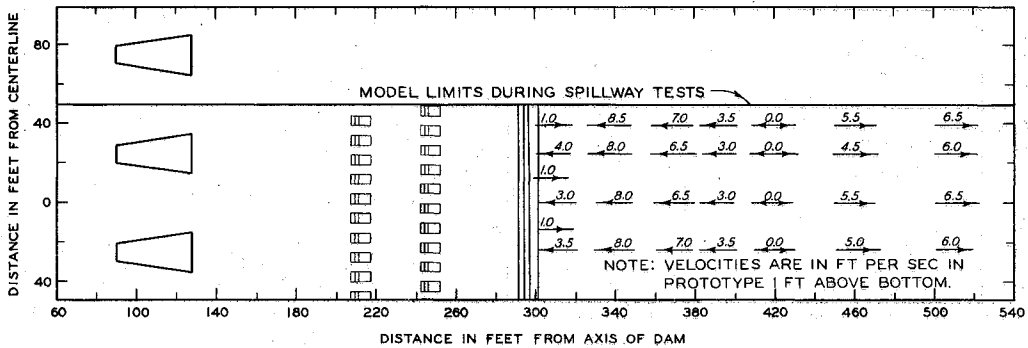 DISTANCE IN FEET FROM CENTERLINE
80
40
0
40
MODEL LIMITS DURING SPILLWAY TESTS
1.0 8.5 7.0 3.5 0.0 5.5 6.5
4.0 8.0 6.5 3.0 0.0 4.5 6.0
1.0
3.0 8.0 6.5 3.5 0.0 5.5 6.5
1.0
3.5 8.0 7.0 3.5 0.0 5.0 6.0
NOTE: VELOCITIES ARE IN FT PER SEC IN
PROTOTYPE 1 FT ABOVE BOTTOM.
60 100 140 180 220 260 300 340 380 420 460 500 540
DISTANCE IN FEET FROM AXIS OF DAM